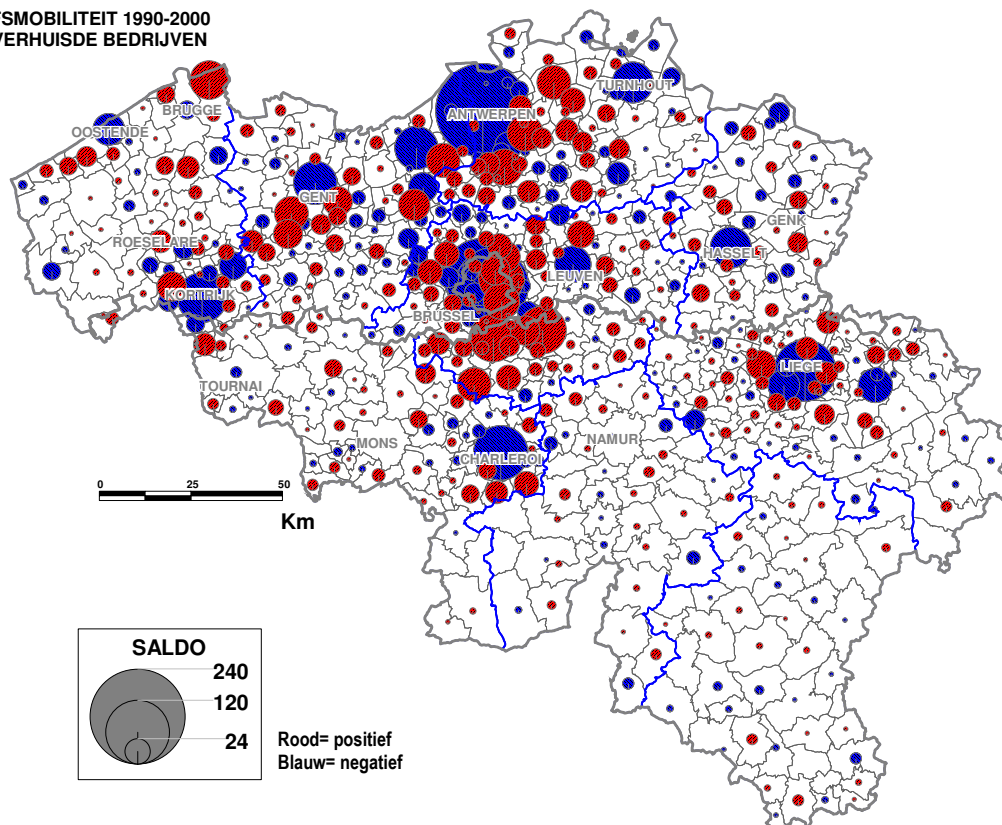 TSMOBILITEIT 1990-2000
VERHUISDE BEDRIJVEN
BRUGGE
OOSTENDE
TURNHOUT
ANTWERPEN
GENT
GENK
ROESELARE
HASSELT
LEUVEN
KORTRIJK
BRUSSEL
LIEGE
TOURNAI
MONS
NAMUR
CHARLEROI
0 25 50
Km
SALDO
240
120
24
Rood= positief
Blauw= negatief